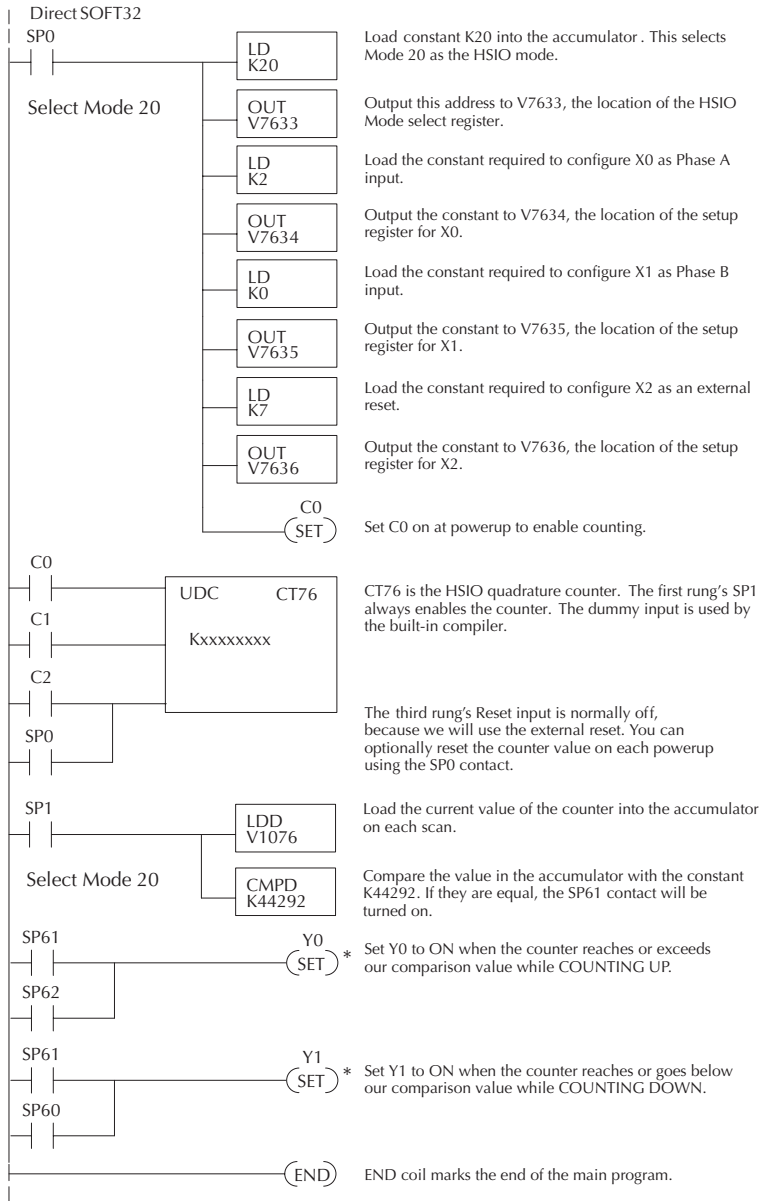 DirectSOFT32
SP0
LD
K20
Load constant K20 into the accumulator . This selects
Mode 20 as the HSIO mode.
Select Mode 20
OUT
V7633
Output this address to V7633, the location of the HSIO
Mode select register.
LD
K2
Load the constant required to configure X0 as Phase A
input.
OUT
V7634
Output the constant to V7634, the location of the setup
register for X0.
LD
K0
Load the constant required to configure X1 as Phase B
input.
OUT
V7635
Output the constant to V7635, the location of the setup
register for X1.
LD
K7
Load the constant required to configure X2 as an external
reset.
OUT
V7636
Output the constant to V7636, the location of the setup
register for X2.
C0
SET
Set C0 on at powerup to enable counting.
C0
UDC CT76
Kxxxxxxxx
CT76 is the HSIO quadrature counter. The first rung's SP1
always enables the counter. The dummy input is used by
the built-in compiler.
C1
C2
SP0
The third rung's Reset input is normally off,
because we will use the external reset. You can
optionally reset the counter value on each powerup
using the SP0 contact.
SP1
LDD
V1076
Load the current value of the counter into the accumulator
on each scan.
Select Mode 20
CMPD
K44292
Compare the value in the accumulator with the constant
K44292. If they are equal, the SP61 contact will be
turned on.
SP61
Y0
SET *
Set Y0 to ON when the counter reaches or exceeds
our comparison value while COUNTING UP.
SP62
SP61
Y1
SET *
Set Y1 to ON when the counter reaches or goes below
our comparison value while COUNTING DOWN.
SP60
END
END coil marks the end of the main program.